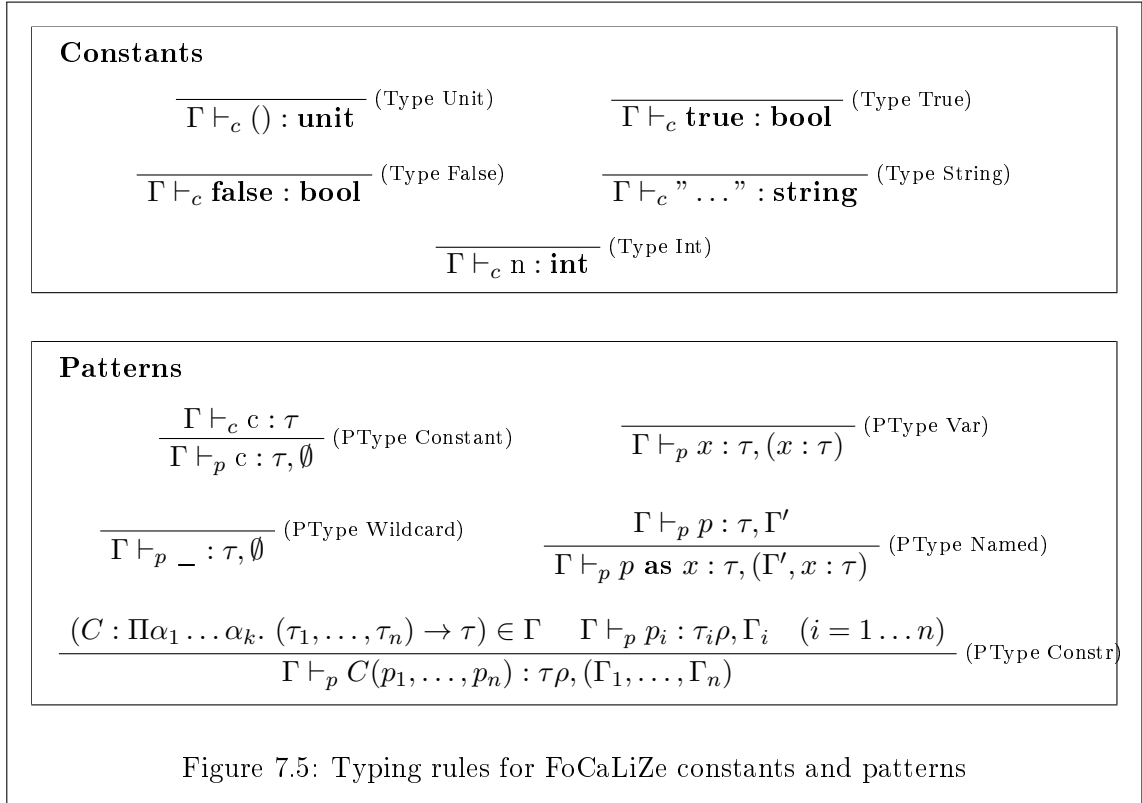 Constants
Γ ⊢c () : unit (Type Unit)
Γ ⊢c true : bool (Type True)
Γ ⊢c false : bool (Type False)
Γ ⊢c ” . . . ” : string (Type String)
Γ ⊢c n : int (Type Int)
Patterns
Γ ⊢c c : τ
Γ ⊢p c : τ, ∅ (PType Constant)
Γ ⊢p x : τ, (x : τ) (PType Var)
Γ ⊢p _ : τ, ∅ (PType Wildcard)
Γ ⊢p p : τ, Γ′
Γ ⊢p p as x : τ, (Γ′, x : τ) (PType Named)
(C : Πα1 . . . αk. (τ1, . . . , τn) → τ) ∈ Γ Γ ⊢p pi : τiρ, Γi (i = 1 . . . n)
Γ ⊢p C(p1, . . . , pn) : τρ, (Γ1, . . . , Γn) (PType Constr)
Figure 7.5: Typing rules for FoCaLiZe constants and patterns